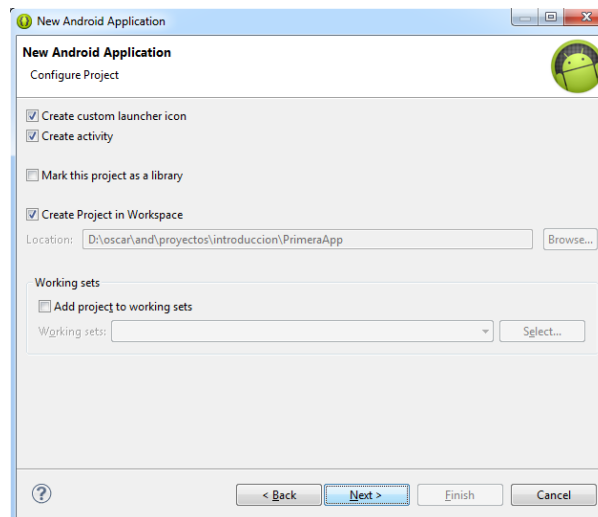 New Android Application
New Android Application
Configure Project
Create custom launcher icon
Create activity
Mark this project as a library
Create Project in Workspace
Location: D:\oscar\and\proyectos\introduccion\PrimeraApp Browse...
Working sets
Add project to working sets
Working sets: Select...
? < Back Next > Finish Cancel